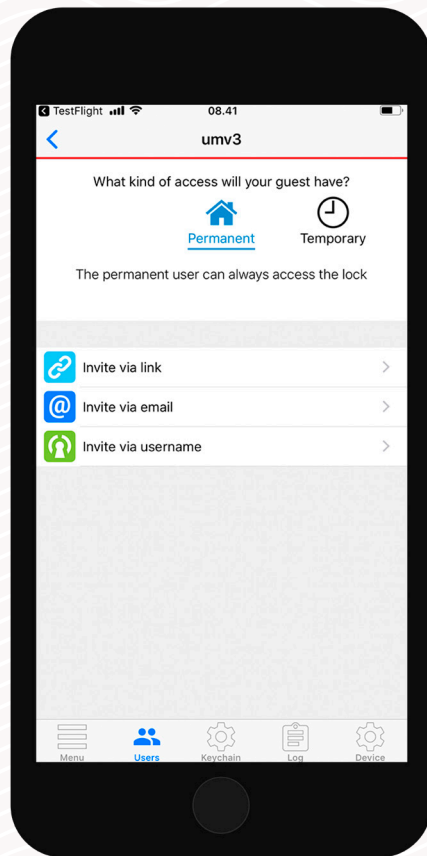 TestFlight 08.41
umv3
What kind of access will your guest have?
Permanent Temporary
The permanent user can always access the lock
Invite via link
@ Invite via email
Invite via username
Menu Users Keychain Log Device